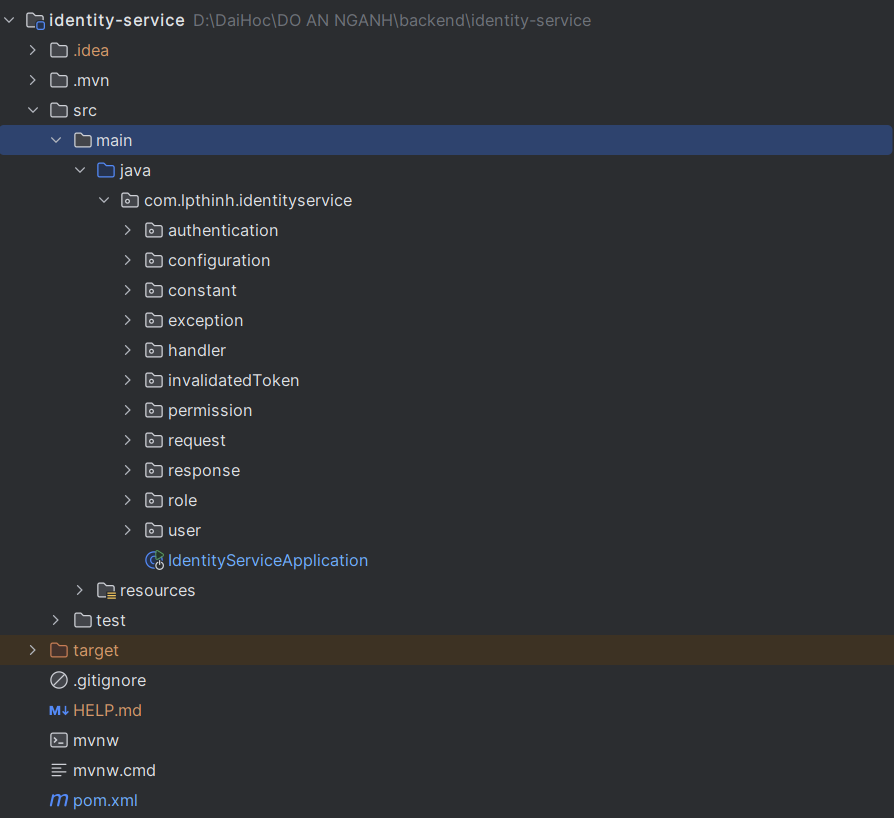 identity-service D:\DaiHoc\DO AN NGANH\backend\identity-service
.idea
.mvn
src
main
java
com.lpthinh.identityservice
authentication
configuration
constant
exception
handler
invalidatedToken
permission
request
response
role
user
IdentityServiceApplication
resources
test
target
.gitignore
M↓ HELP.md
mvnw
mvnw.cmd
m pom.xml